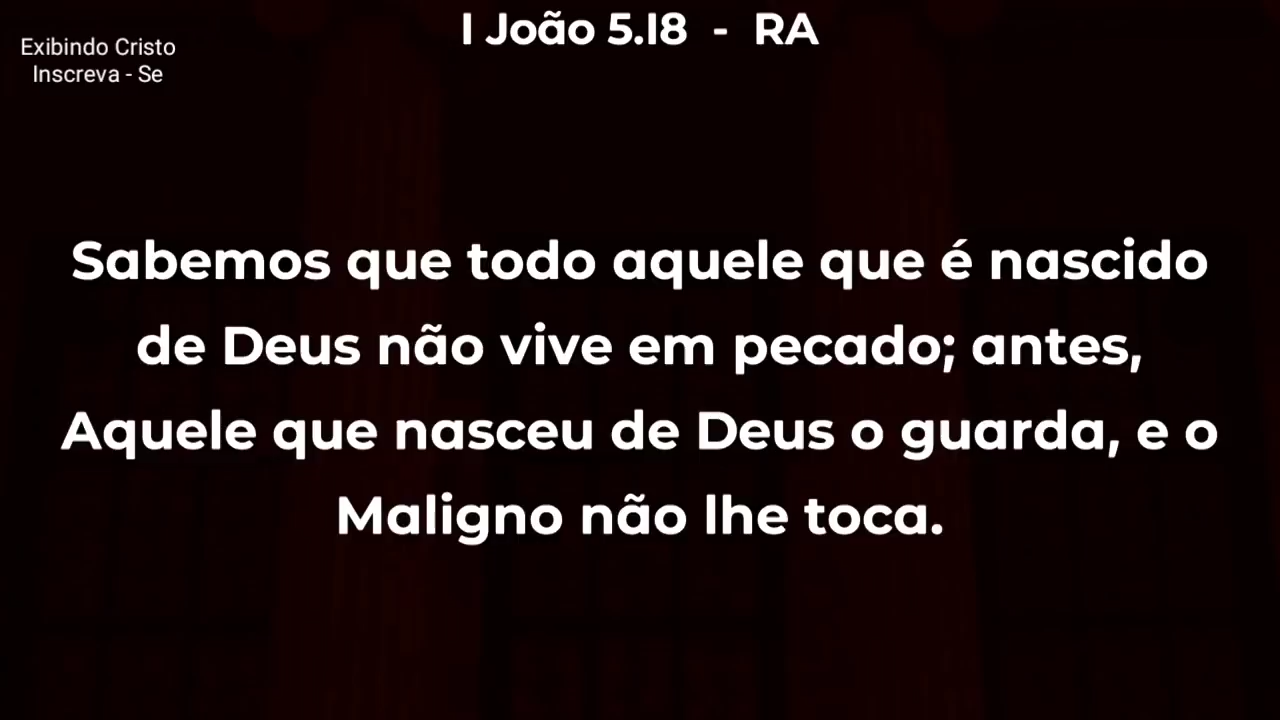 I João 5.I8 - RA
Exibindo Cristo
Inscreva - Se
Sabemos que todo aquele que é nascido
de Deus não vive em pecado; antes,
Aquele que nasceu de Deus o guarda, e o
Maligno não lhe toca.